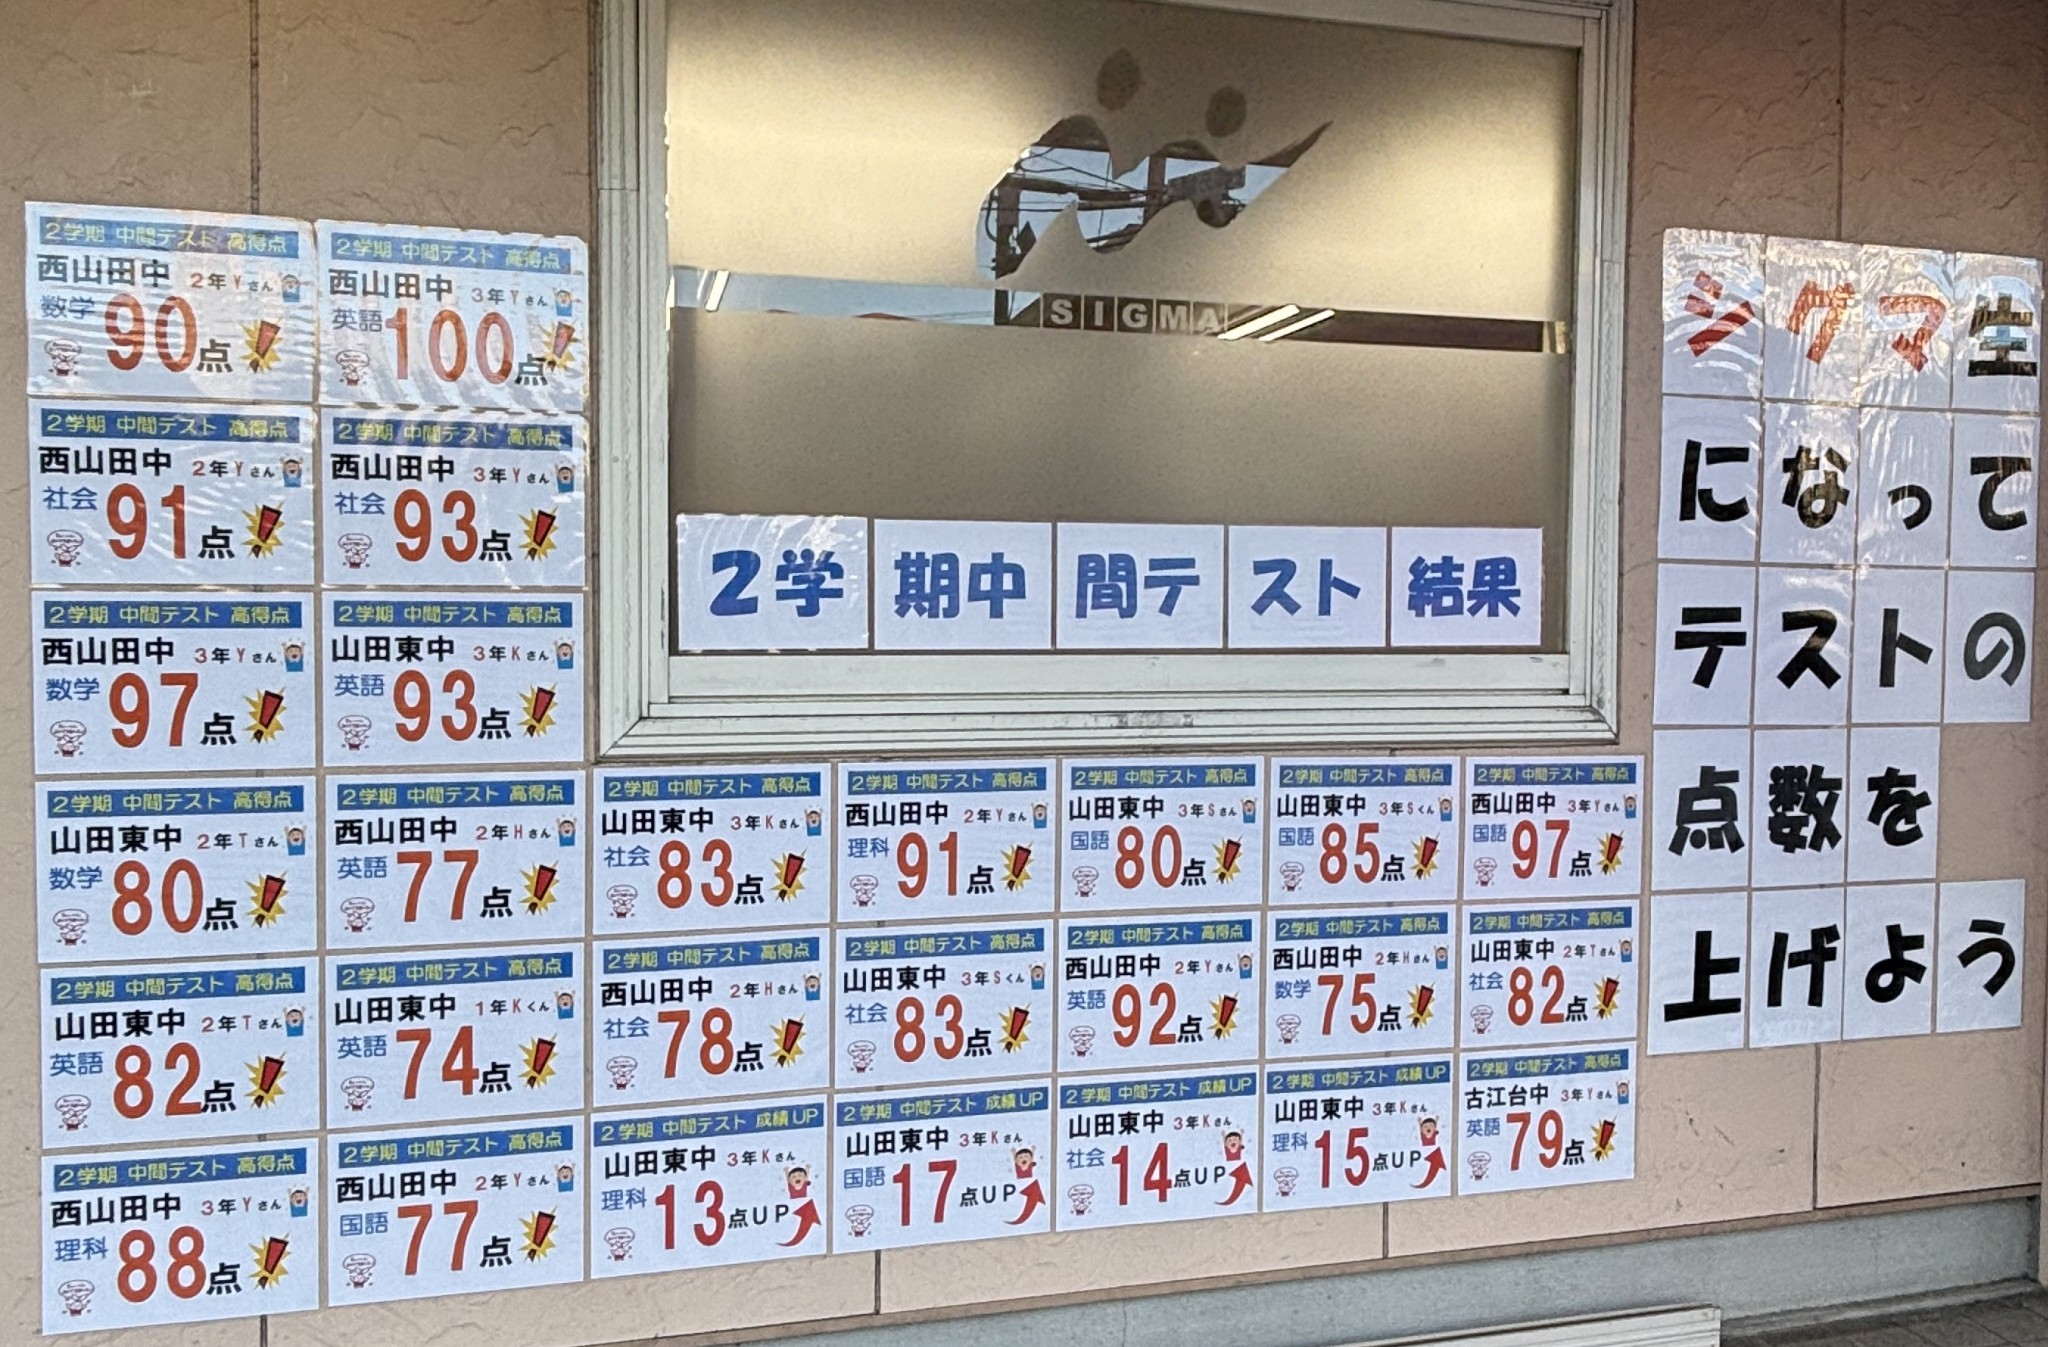 2学期 中間テスト 高得点
西山田中 2年Yさん
数学 90点
2学期 中間テスト 高得点
西山田中 3年Yさん
英語 100点
2学期 中間テスト 高得点
西山田中 2年Yさん
社会 91点
2学期 中間テスト 高得点
西山田中 3年Yさん
社会 93点
2学期 中間テスト 高得点
西山田中 3年Yさん
数学 97点
2学期 中間テスト 高得点
山田東中 3年Kさん
英語 93点
2学期 中間テスト 高得点
山田東中 2年Tさん
数学 80点
2学期 中間テスト 高得点
西山田中 2年Hさん
英語 77点
2学期 中間テスト 高得点
山田東中 2年Tさん
英語 82点
2学期 中間テスト 高得点
山田東中 1年Kくん
英語 74点
2学期 中間テスト 高得点
西山田中 3年Yさん
理科 88点
2学期 中間テスト 高得点
西山田中 2年Yさん
国語 77点
SIGMA
2学期中間テスト結果
2学期 中間テスト 高得点
山田東中 3年Kさん
社会 83点
2学期 中間テスト 高得点
西山田中 2年Yさん
理科 91点
2学期 中間テスト 高得点
山田東中 3年Sさん
国語 80点
2学期 中間テスト 高得点
山田東中 3年Sくん
国語 85点
2学期 中間テスト 高得点
西山田中 3年Yさん
国語 97点
2学期 中間テスト 高得点
西山田中 2年Hさん
社会 78点
2学期 中間テスト 高得点
山田東中 3年Sくん
社会 83点
2学期 中間テスト 高得点
西山田中 2年Yさん
英語 92点
2学期 中間テスト 高得点
西山田中 2年Hさん
数学 75点
2学期 中間テスト 高得点
山田東中 2年Tさん
社会 82点
2学期 中間テスト 成績UP
山田東中 3年Kさん
理科 13点UP
2学期 中間テスト 成績UP
山田東中 3年Kさん
国語 17点UP
2学期 中間テスト 成績UP
山田東中 3年Kさん
社会 14点UP
2学期 中間テスト 成績UP
山田東中 3年Kさん
理科 15点UP
2学期 中間テスト 高得点
古江台中 3年Yさん
英語 79点
シグマ生
になって
テストの
点数を
上げよう